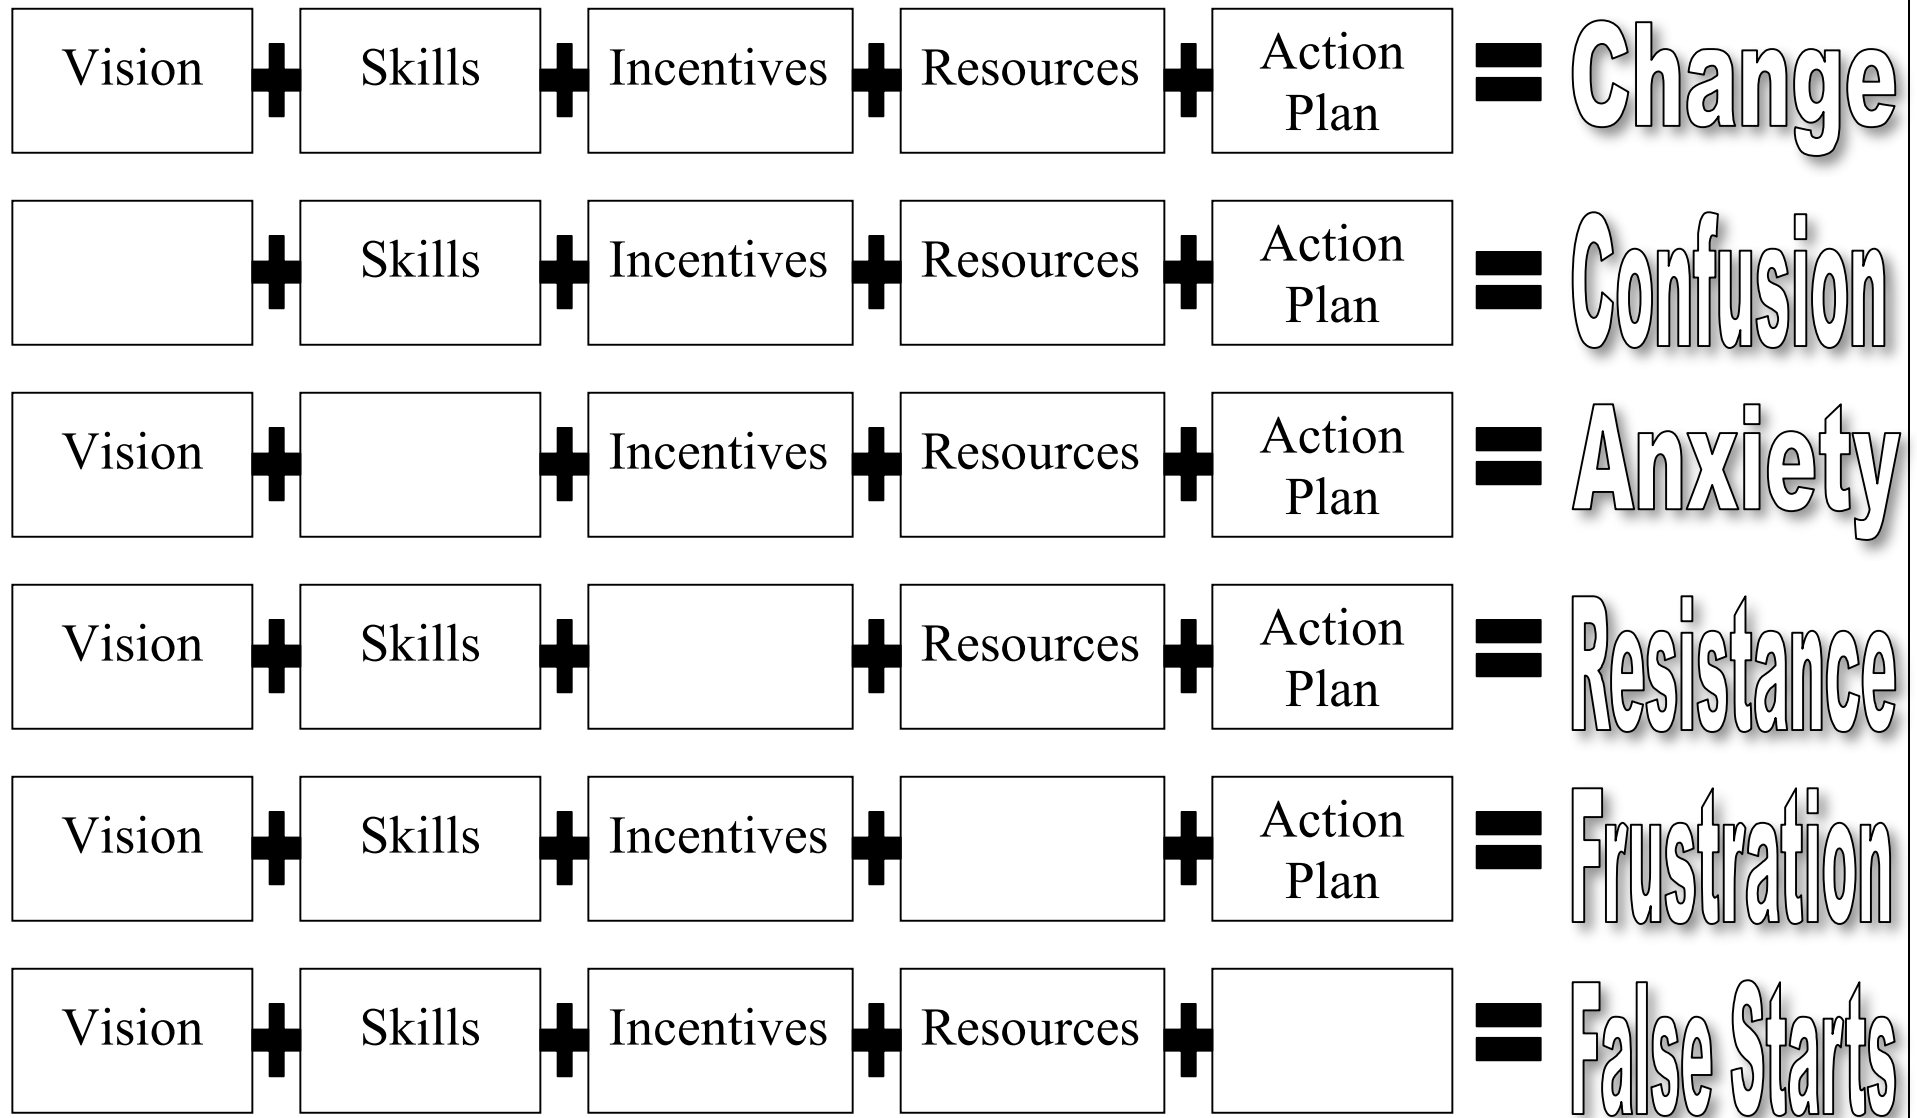 Vision + Skills + Incentives + Resources + Action Plan = Change
+ Skills + Incentives + Resources + Action Plan = Confusion
Vision + + Incentives + Resources + Action Plan = Anxiety
Vision + Skills + + Resources + Action Plan = Resistance
Vision + Skills + Incentives + + Action Plan = Frustration
Vision + Skills + Incentives + Resources + = False Starts